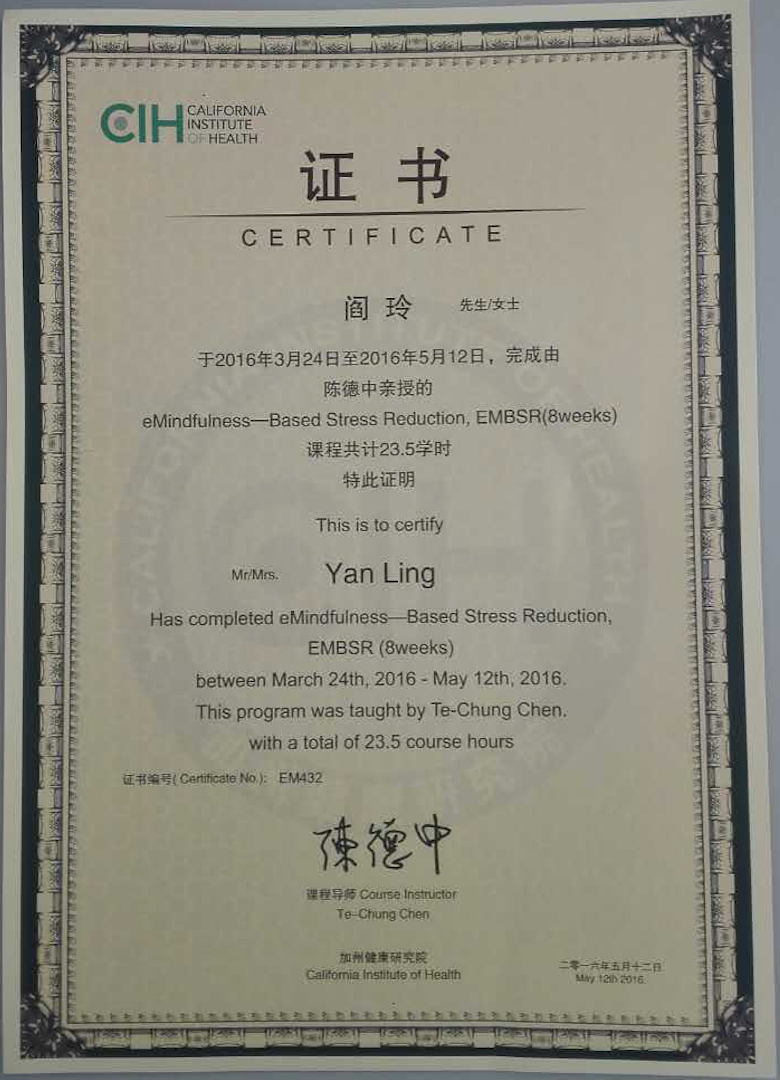 CIH CALIFORNIA
INSTITUTE
OF HEALTH
证 书
CERTIFICATE
阎 玲 先生/女士
于2016年3月24日至2016年5月12日，完成由
陈德中亲授的
eMindfulness—Based Stress Reduction, EMBSR(8weeks)
课程共计23.5学时
特此证明
This is to certify
Mr/Mrs. Yan Ling
Has completed eMindfulness—Based Stress Reduction,
EMBSR (8weeks)
between March 24th, 2016 - May 12th, 2016.
This program was taught by Te-Chung Chen.
with a total of 23.5 course hours
证书编号( Certificate No.): EM432
陳德中
课程导师 Course Instructor
Te-Chung Chen
加州健康研究院
California Institute of Health
二零一六年五月十二日
May 12th 2016.